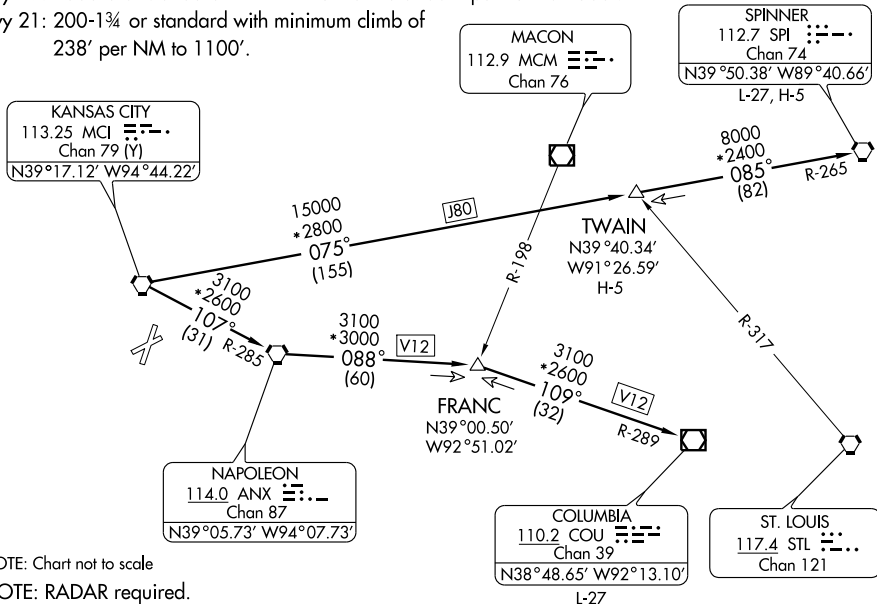 vy 21: 200-1¾ or standard with minimum climb of
238' per NM to 1100'.
MACON
112.9 MCM
Chan 76
SPINNER
112.7 SPI
Chan 74
N39°50.38' W89°40.66'
L-27, H-5
KANSAS CITY
113.25 MCI
Chan 79 (Y)
N39°17.12' W94°44.22'
8000
*2400
085°
(82)
R-265
15000
*2800
075°
(155)
J80
TWAIN
N39°40.34'
W91°26.59'
H-5
R-198
R-317
3100
*2600
107°
(31)
R-285
3100
*3000
088°
(60)
V12
FRANC
N39°00.50'
W92°51.02'
3100
*2600
109°
(32)
V12
R-289
NAPOLEON
114.0 ANX
Chan 87
N39°05.73' W94°07.73'
COLUMBIA
110.2 COU
Chan 39
N38°48.65' W92°13.10'
L-27
ST. LOUIS
117.4 STL
Chan 121
OTE: Chart not to scale
OTE: RADAR required.